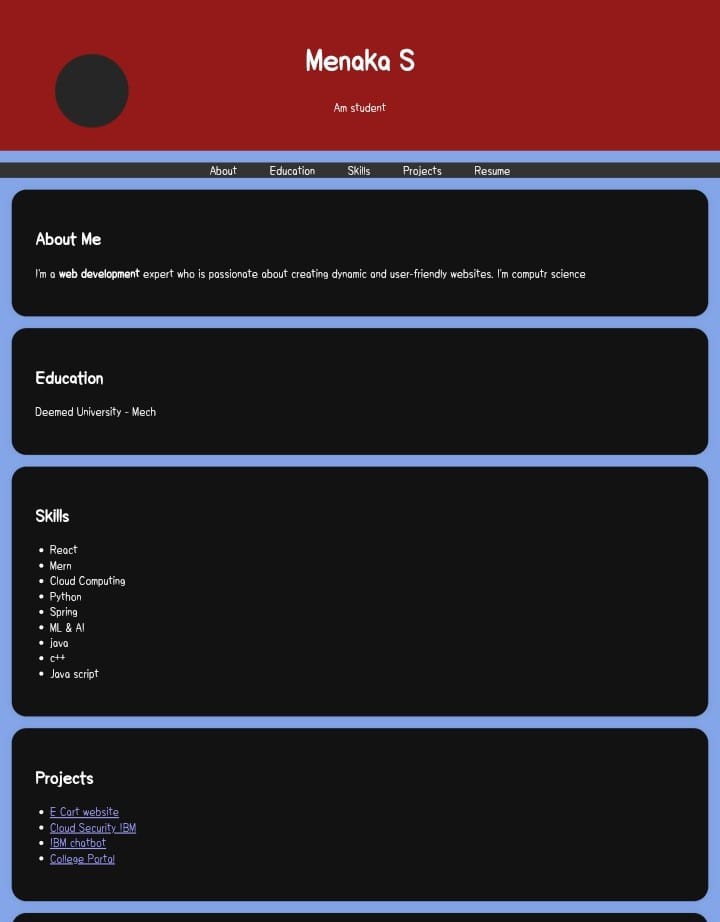 Menaka S
Am student
About Education Skills Projects Resume
About Me
I'm a web development expert who is passionate about creating dynamic and user-friendly websites. I'm computr science
Education
Deemed University - Mech
Skills
React
Mern
Cloud Computing
Python
Spring
ML & AI
java
c++
Java script
Projects
E Cart website
Cloud Security IBM
IBM chatbot
College Portal